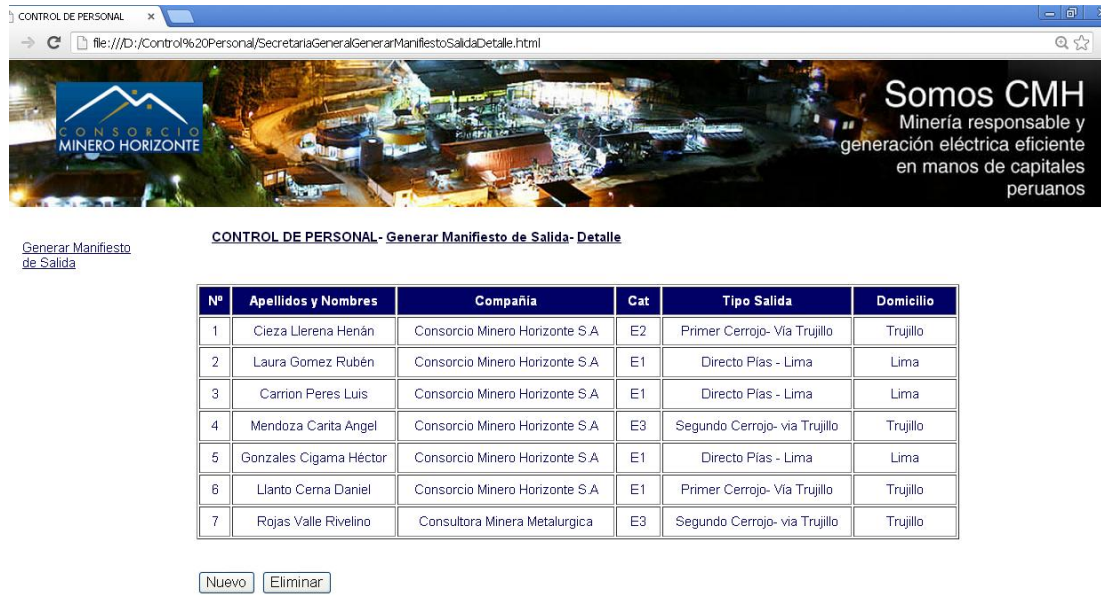 CONTROL DE PERSONAL
file:///D:/Control%20Personal/SecretariaGeneralGenerarManifiestoSalidaDetalle.html
CONSORCIO
MINERO HORIZONTE
Somos CMH
Minería responsable y
generación eléctrica eficiente
en manos de capitales
peruanos
Generar Manifiesto
de Salida
CONTROL DE PERSONAL- Generar Manifiesto de Salida- Detalle
Nº Apellidos y Nombres Compañía Cat Tipo Salida Domicilio
1 Cieza Llerena Henán Consorcio Minero Horizonte S.A E2 Primer Cerrojo- Vía Trujillo Trujillo
2 Laura Gomez Rubén Consorcio Minero Horizonte S.A E1 Directo Pías - Lima Lima
3 Carrion Peres Luis Consorcio Minero Horizonte S.A E1 Directo Pías - Lima Lima
4 Mendoza Carita Angel Consorcio Minero Horizonte S.A E3 Segundo Cerrojo- via Trujillo Trujillo
5 Gonzales Cigama Héctor Consorcio Minero Horizonte S.A E1 Directo Pías - Lima Lima
6 Llanto Cerna Daniel Consorcio Minero Horizonte S.A E1 Primer Cerrojo- Vía Trujillo Trujillo
7 Rojas Valle Rivelino Consultora Minera Metalurgica E3 Segundo Cerrojo- via Trujillo Trujillo
Nuevo Eliminar